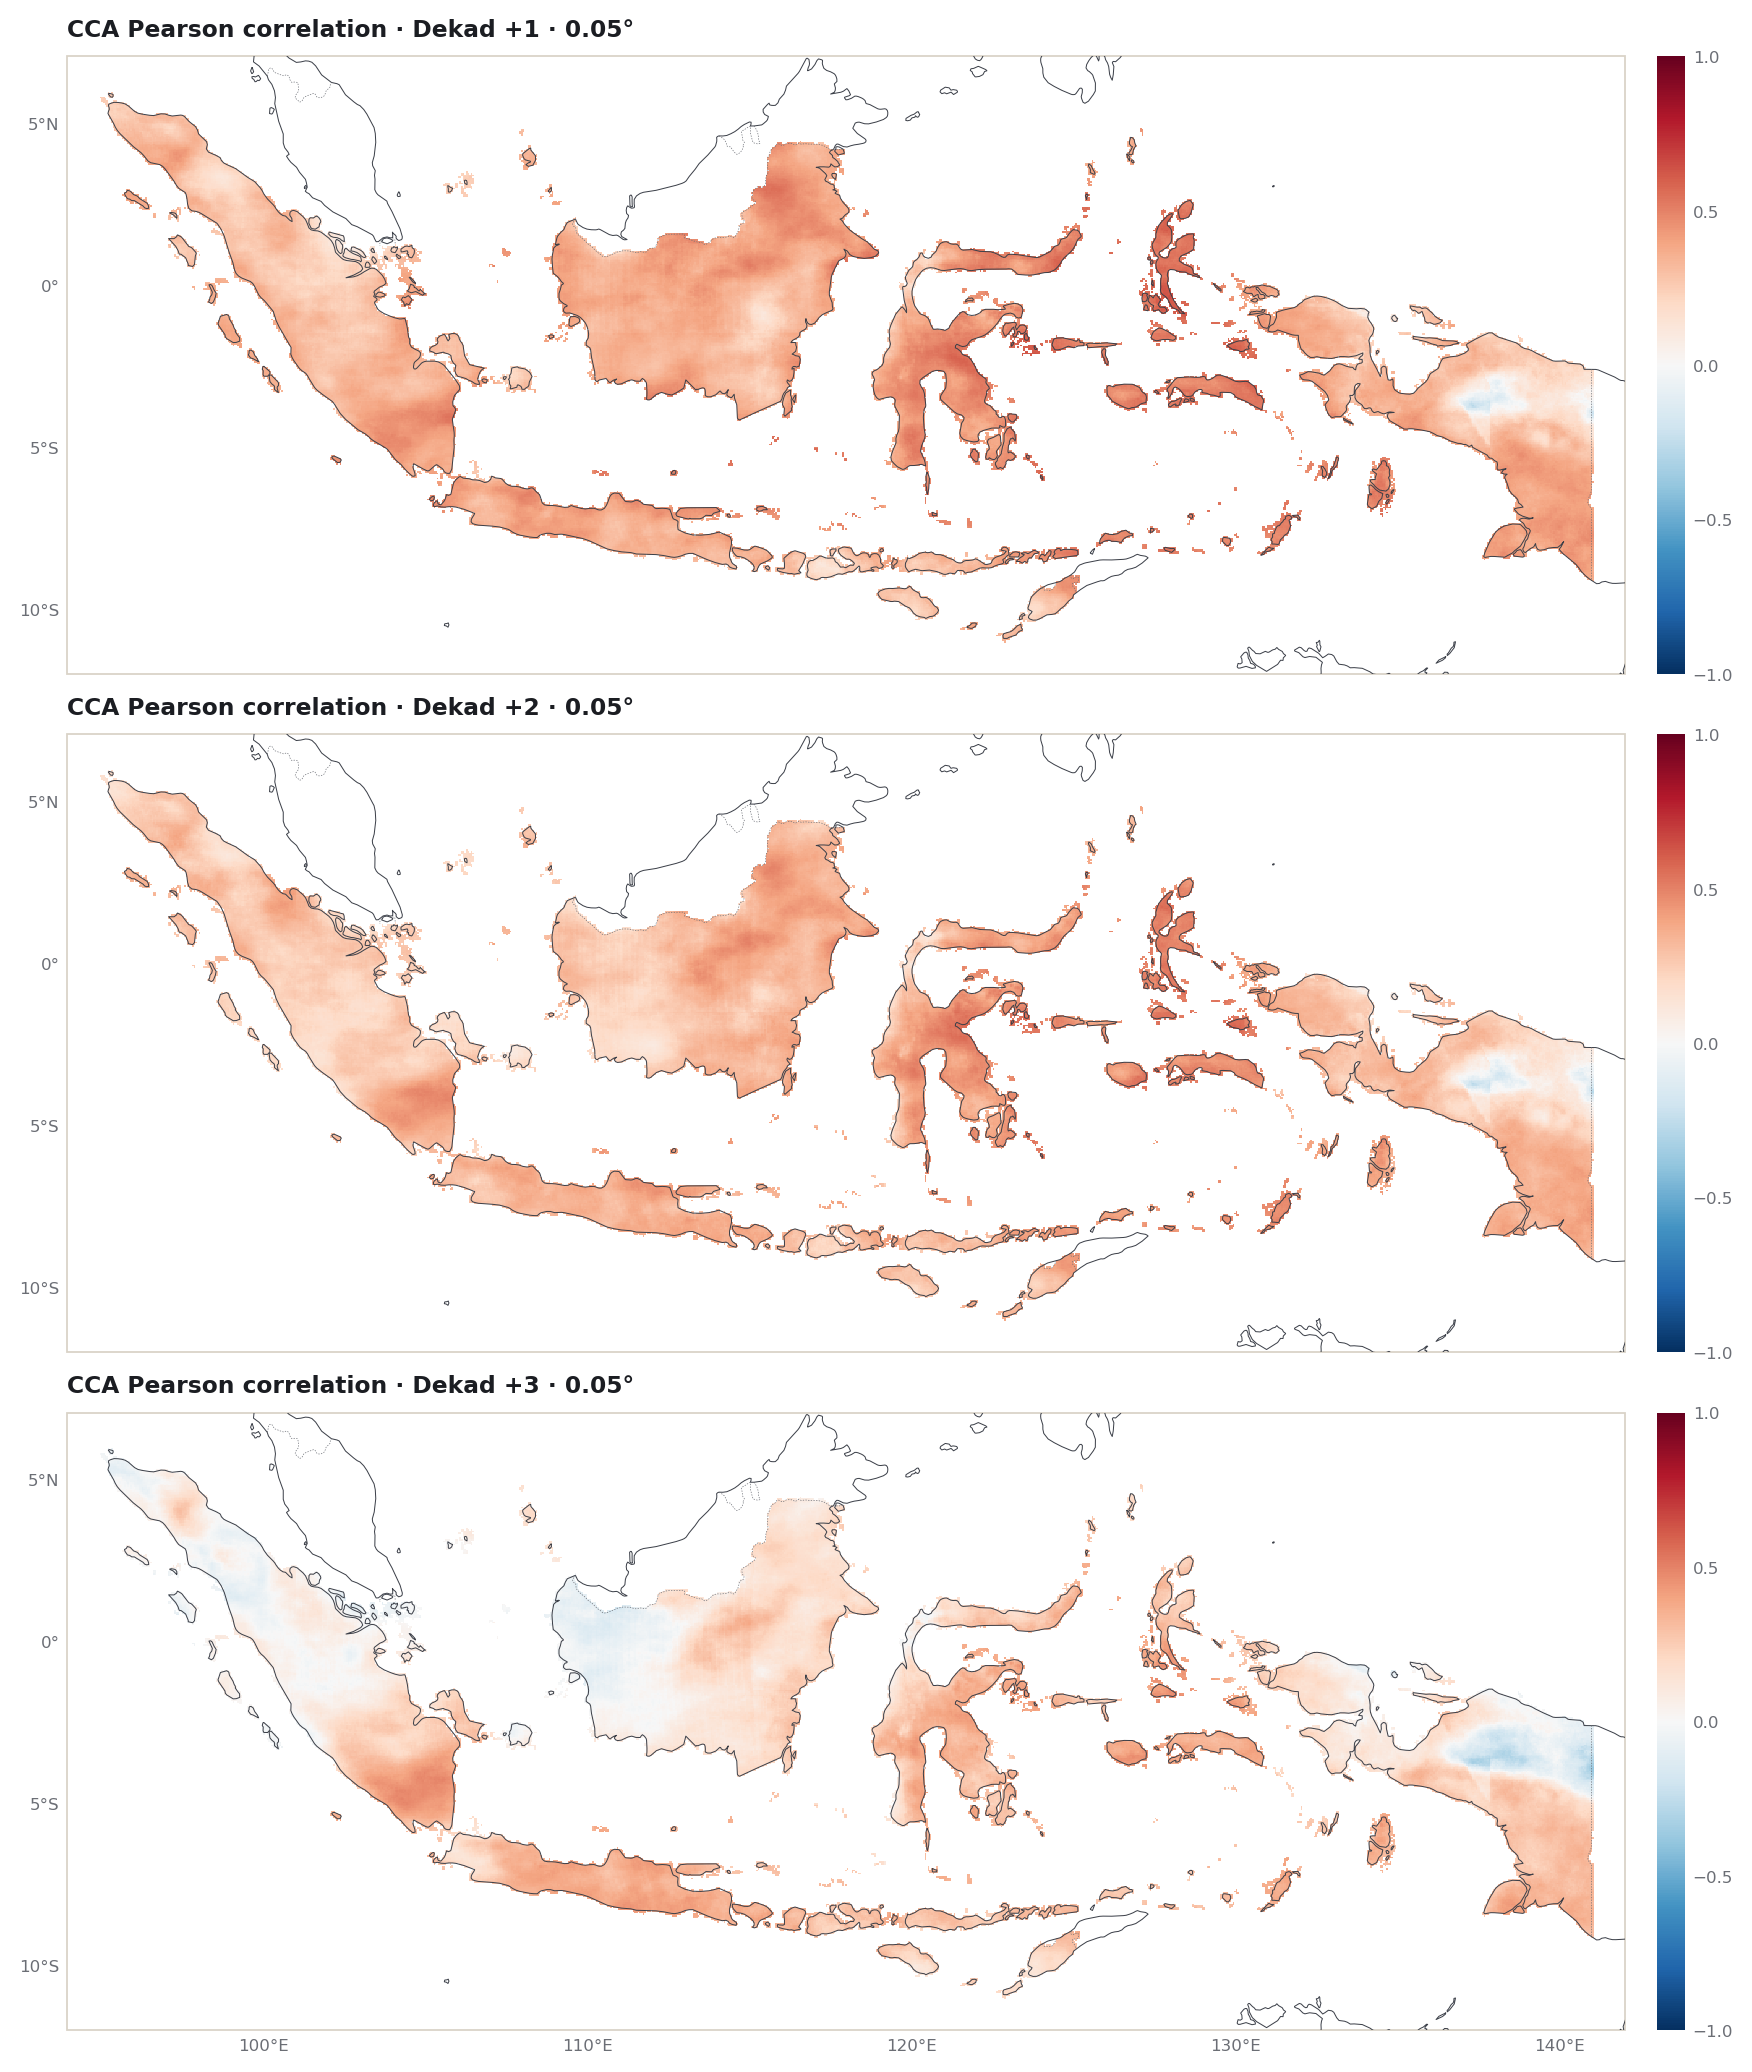 CCA Pearson correlation · Dekad +1 · 0.05°
1.0
5°N
0.5
0°
0.0
5°S
−0.5
10°S
−1.0
CCA Pearson correlation · Dekad +2 · 0.05°
1.0
5°N
0.5
0°
0.0
5°S
−0.5
10°S
−1.0
CCA Pearson correlation · Dekad +3 · 0.05°
1.0
5°N
0.5
0°
0.0
5°S
−0.5
10°S
−1.0
100°E 110°E 120°E 130°E 140°E